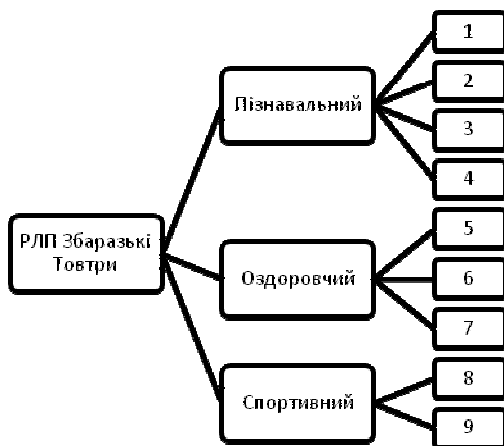 1
2
Пізнавальний
3
4
РЛП Збаразькі
Товтри
5
Оздоровчий
6
7
8
Спортивний
9